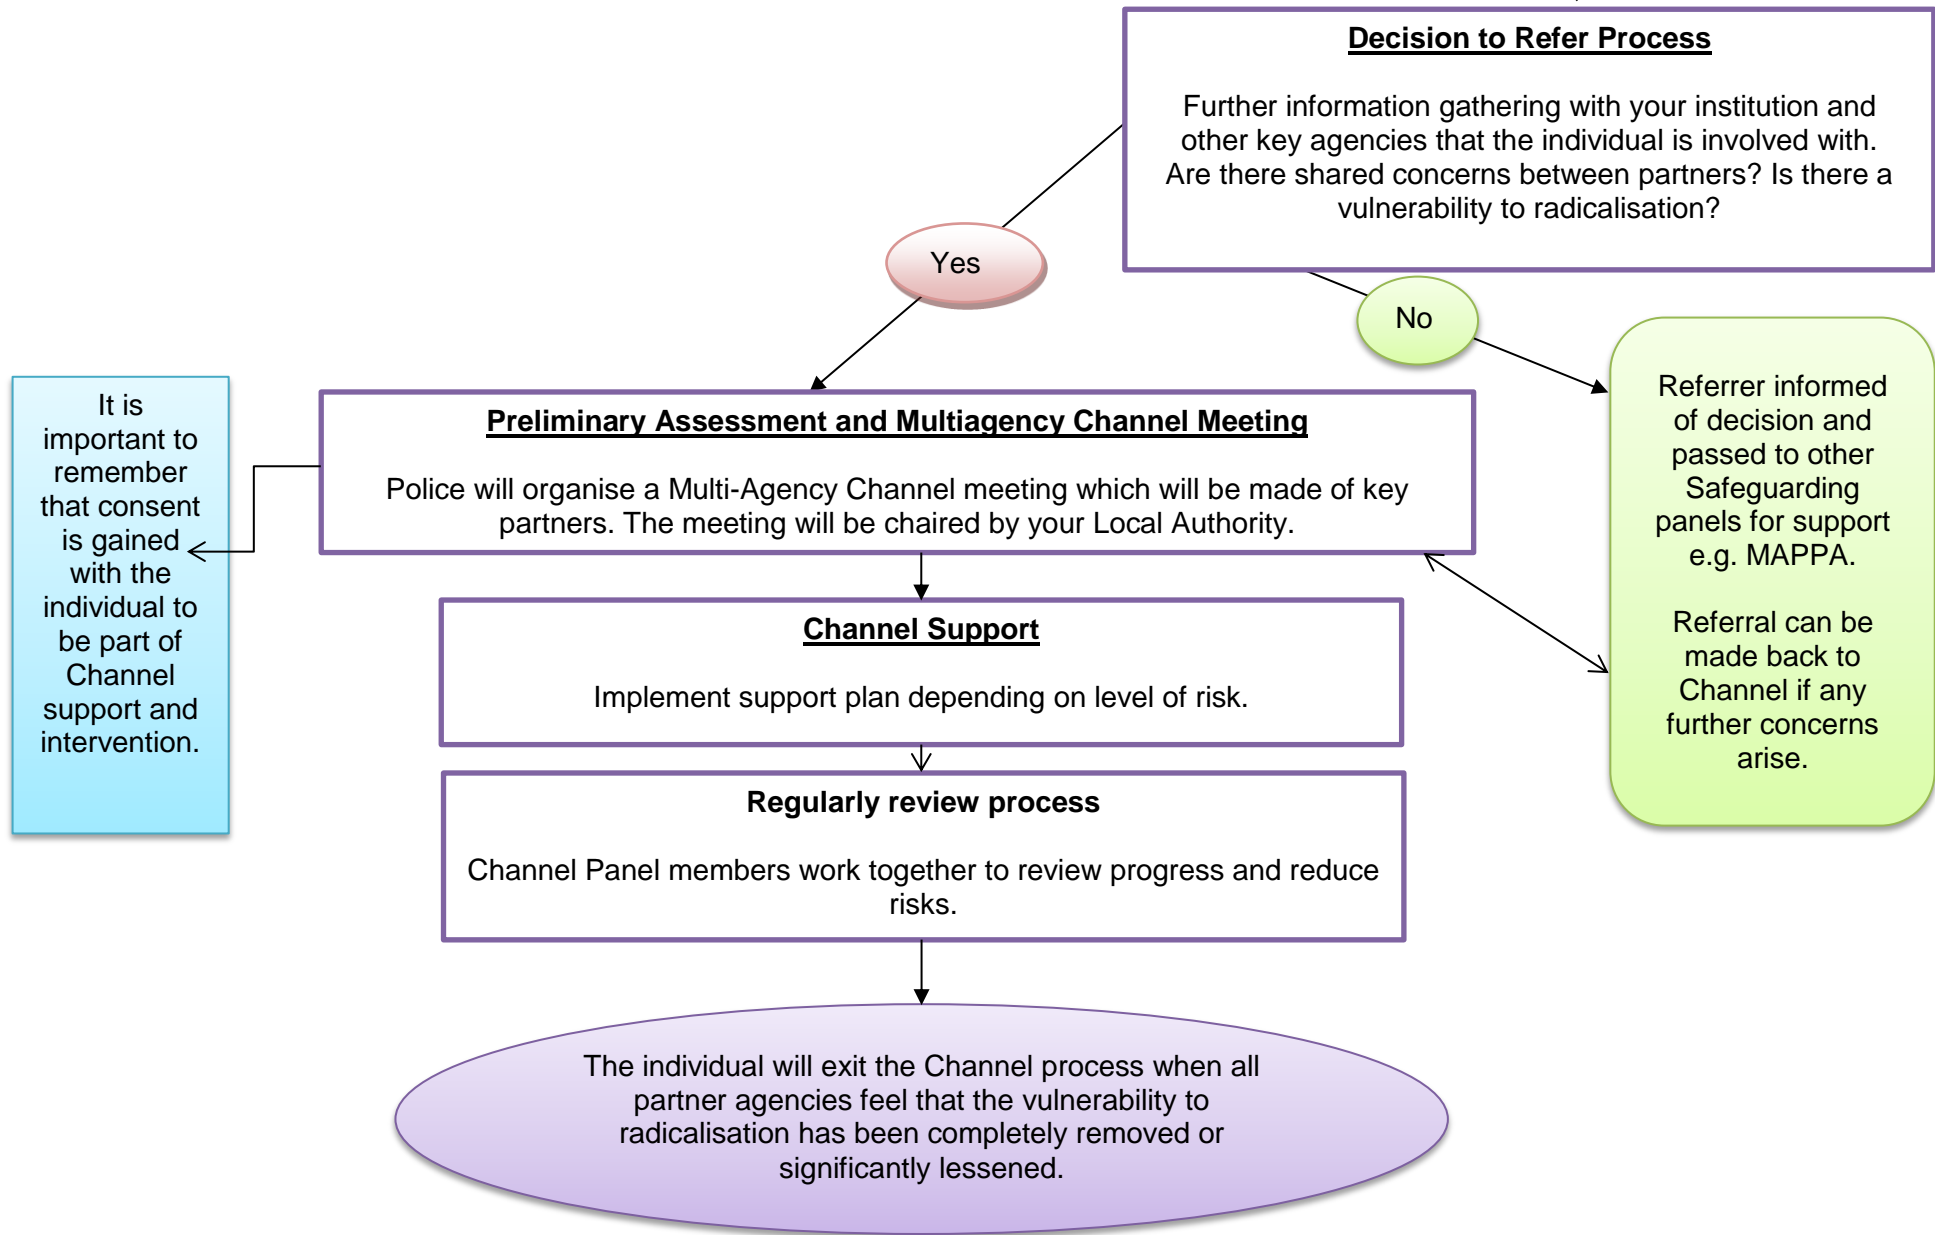 Decision to Refer Process
Further information gathering with your institution and
other key agencies that the individual is involved with.
Are there shared concerns between partners? Is there a
vulnerability to radicalisation?
Yes
No
It is
important to
remember
that consent
is gained
with the
individual to
be part of
Channel
support and
intervention.
Preliminary Assessment and Multiagency Channel Meeting
Police will organise a Multi-Agency Channel meeting which will be made of key
partners. The meeting will be chaired by your Local Authority.
Referrer informed
of decision and
passed to other
Safeguarding
panels for support
e.g. MAPPA.
Referral can be
made back to
Channel if any
further concerns
arise.
Channel Support
Implement support plan depending on level of risk.
Regularly review process
Channel Panel members work together to review progress and reduce
risks.
The individual will exit the Channel process when all
partner agencies feel that the vulnerability to
radicalisation has been completely removed or
significantly lessened.